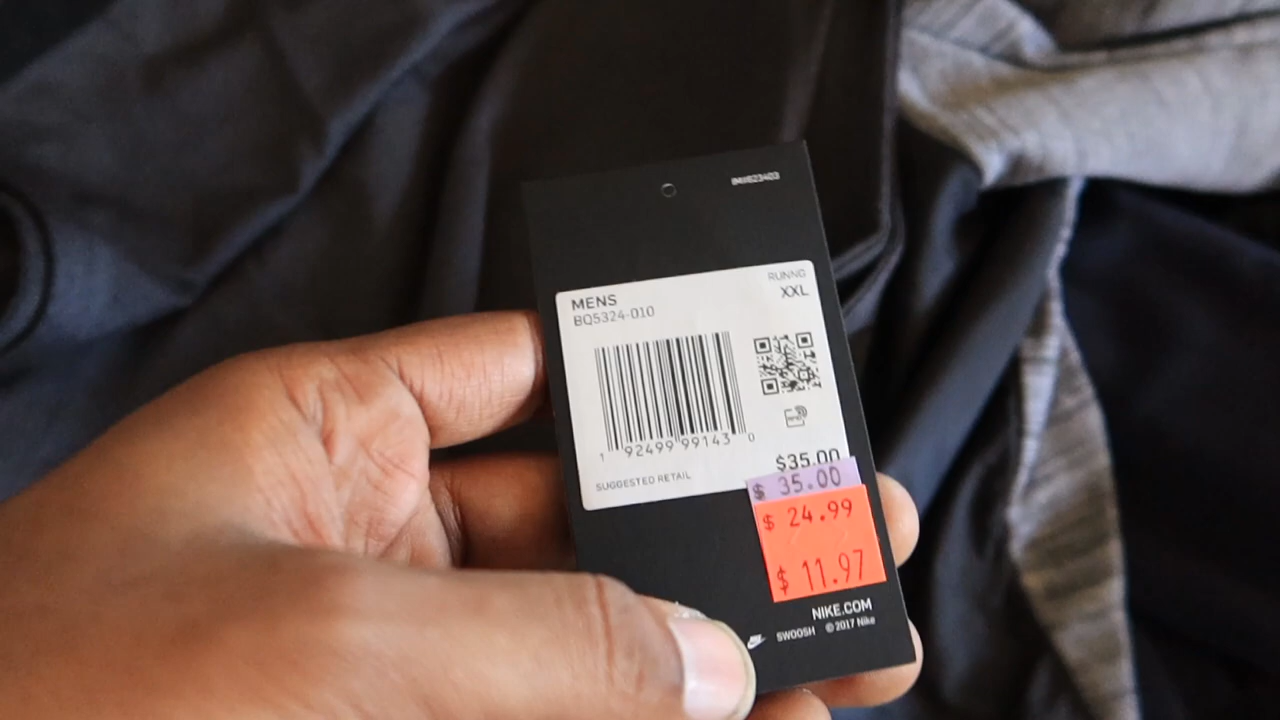 RUNNG
MENS XXL
BQ5324-010
1 92499 99143 0
$35.00
SUGGESTED RETAIL
$ 35.00
$ 24.99
$ 11.97
NIKE.COM
SWOOSH © 2017 Nike